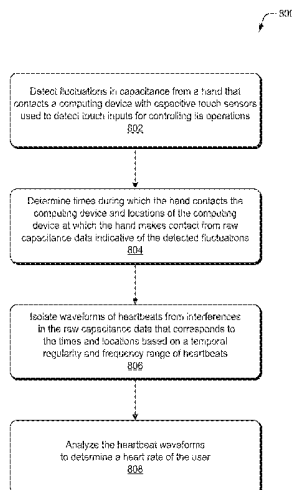 800
Detect fluctuations in capacitance from a hand that
contacts a computing device with capacitive touch sensors
used to detect touch inputs for controlling its operations
802
Determine times during which the hand contacts the
computing device and locations of the computing
device at which the hand makes contact from raw
capacitance data indicative of the detected fluctuations
804
Isolate waveforms of heartbeats from interferences
in the raw capacitance data that corresponds to
the times and locations based on a temporal
regularity and frequency range of heartbeats
806
Analyze the heartbeat waveforms
to determine a heart rate of the user
808